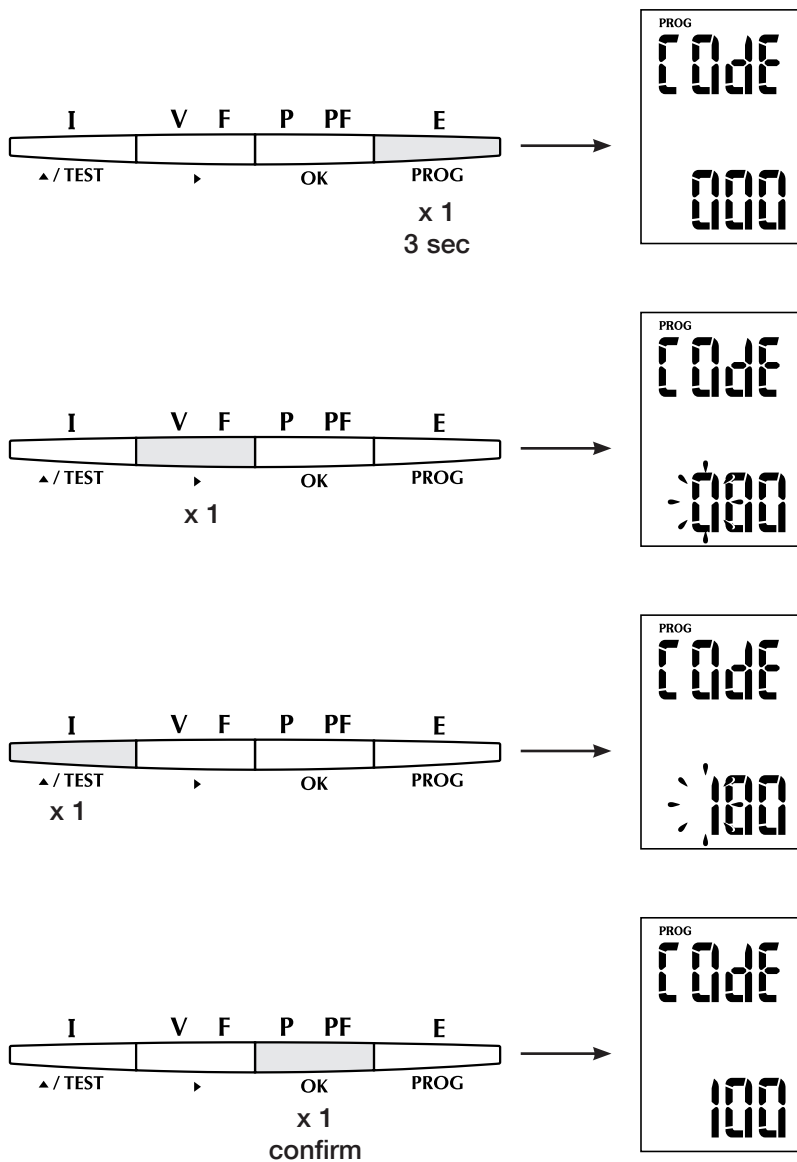 PROG
COdE
I V F P PF E
▲ / TEST ▶ OK PROG
x 1
3 sec
000
PROG
COdE
I V F P PF E
▲ / TEST ▶ OK PROG
x 1
000
PROG
COdE
I V F P PF E
▲ / TEST ▶ OK PROG
x 1
100
PROG
COdE
I V F P PF E
▲ / TEST ▶ OK PROG
x 1
confirm
100